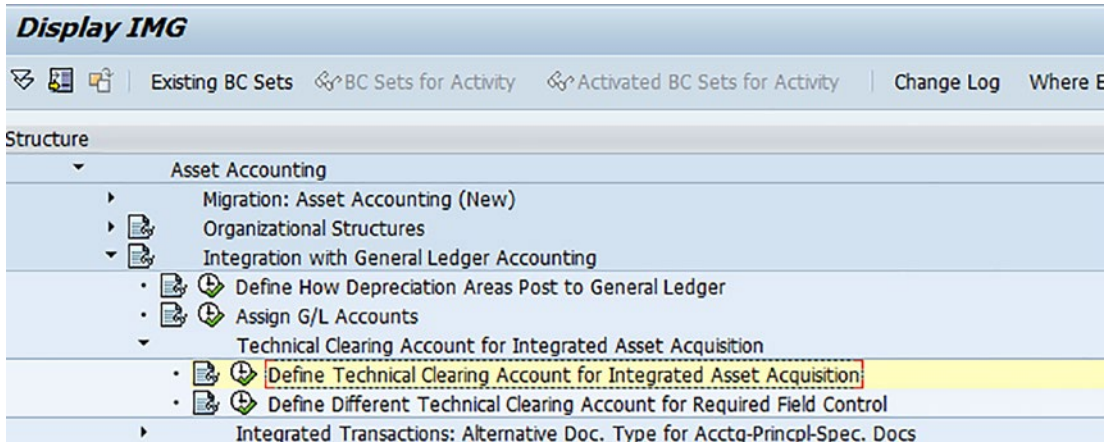 Display IMG
Existing BC Sets BC Sets for Activity Activated BC Sets for Activity Change Log Where
Structure
Asset Accounting
Migration: Asset Accounting (New)
Organizational Structures
Integration with General Ledger Accounting
Define How Depreciation Areas Post to General Ledger
Assign G/L Accounts
Technical Clearing Account for Integrated Asset Acquisition
Define Technical Clearing Account for Integrated Asset Acquisition
Define Different Technical Clearing Account for Required Field Control
Integrated Transactions: Alternative Doc. Type for Acctg-Princpl-Spec. Docs